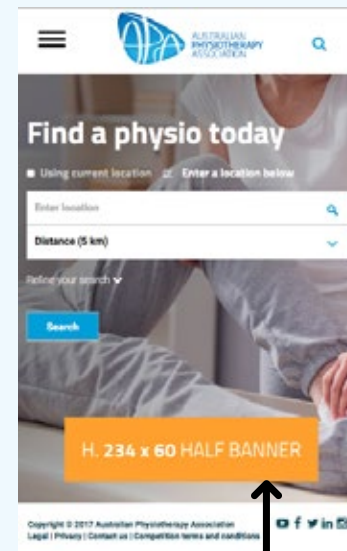 APA
AUSTRALIAN
PHYSIOTHERAPY
ASSOCIATION
Find a physio today
Using current location or Enter a location below
Enter location
Distance (5 km)
Refine your search
Search
H. 234 x 60 HALF BANNER
Copyright © 2017 Australian Physiotherapy Association
Legal | Privacy | Contact us | Competition terms and conditions